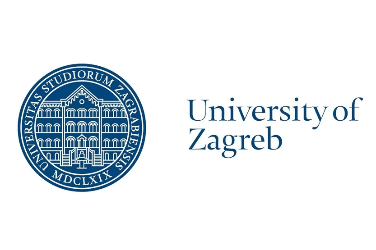 UNIVERSITAS STUDIORUM ZAGRABIENSIS
MDCLXIX
University of
Zagreb